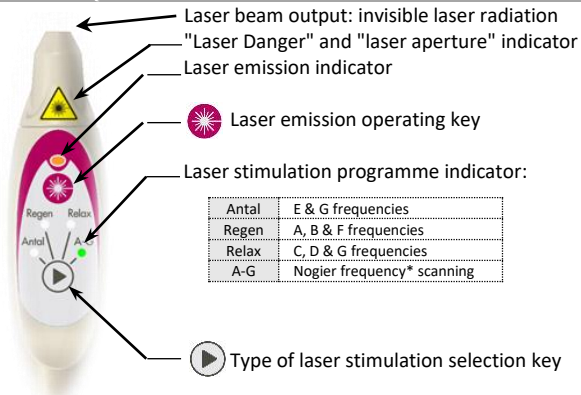 Laser beam output: invisible laser radiation
"Laser Danger" and "laser aperture" indicator
Laser emission indicator
Laser emission operating key
Laser stimulation programme indicator:
Antal E & G frequencies
Regen A, B & F frequencies
Relax C, D & G frequencies
A-G Nogier frequency* scanning
Regen Relax
Antal A-G
Type of laser stimulation selection key